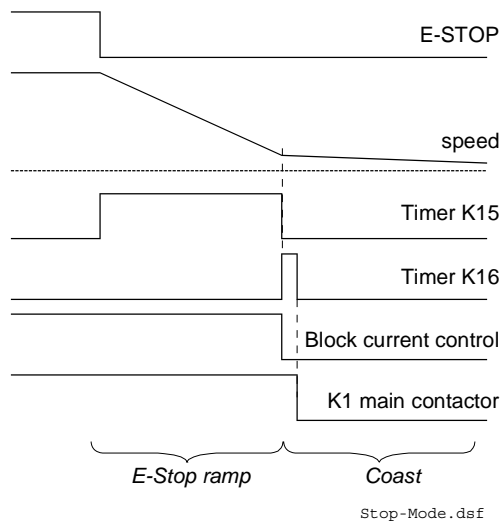 E-STOP
speed
Timer K15
Timer K16
Block current control
K1 main contactor
E-Stop ramp
Coast
Stop-Mode.dsf